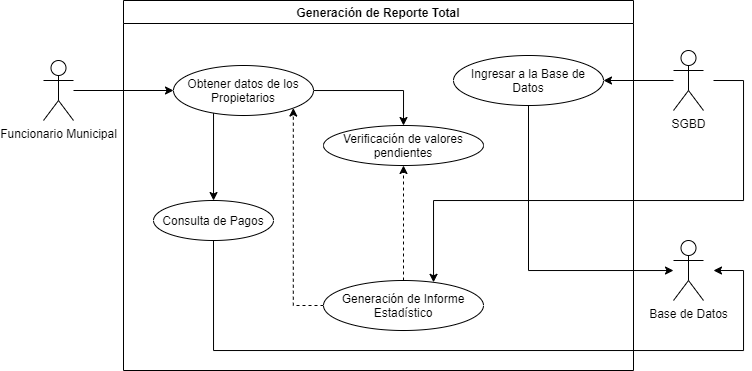 Generación de Reporte Total
Obtener datos de los
Propietarios
Ingresar a la Base de
Datos
Funcionario Municipal
SGBD
Verificación de valores
pendientes
Consulta de Pagos
Generación de Informe
Estadístico
Base de Datos